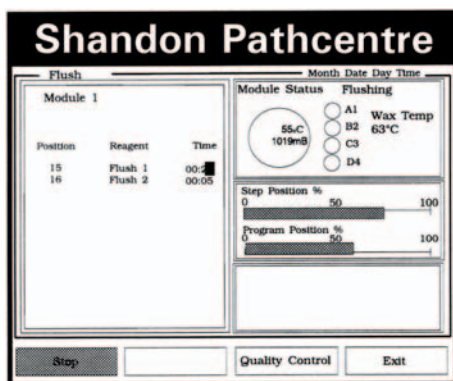 Shandon Pathcentre
Flush
Month Date Day Time
Module 1
Position Reagent Time
15 Flush 1
16 Flush 2 00:05
Module Status Flushing
55°C
1019mB
A1
B2
C3
D4
Wax Temp
63°C
Step Position %
0 50 100
Program Position %
0 50 100
Stop
Quality Control
Exit